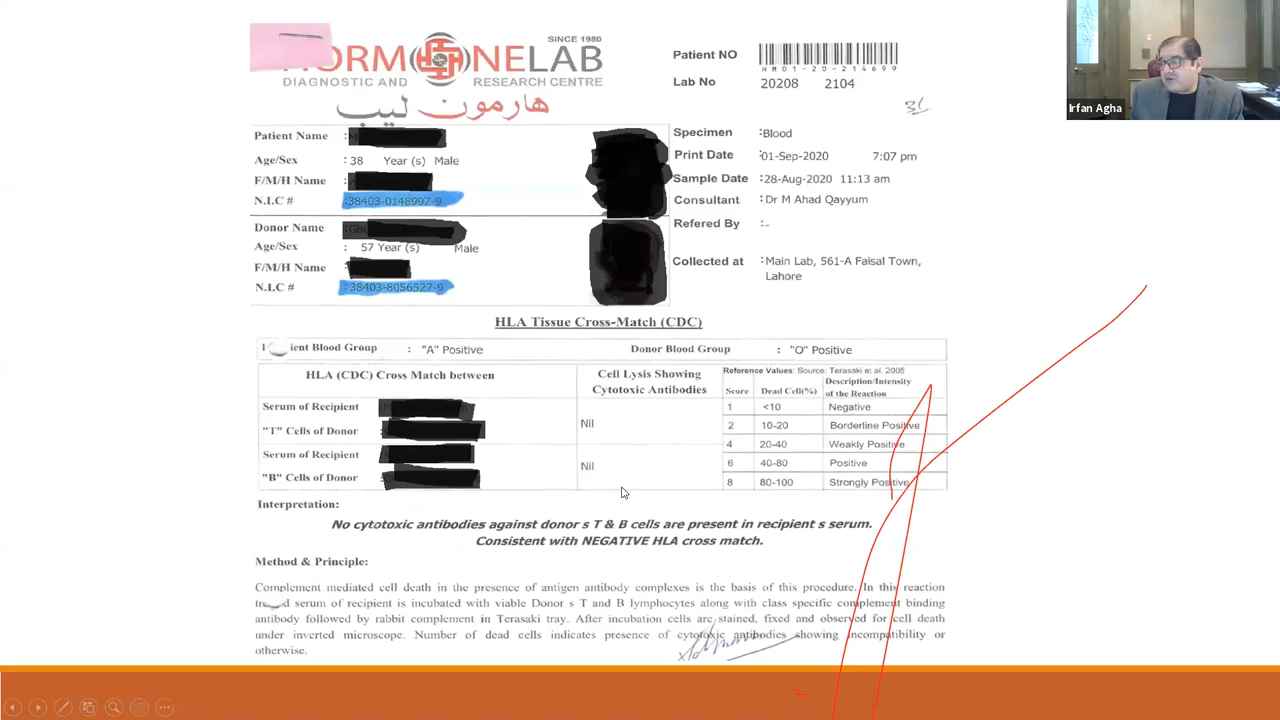 SINCE 1980
HORMONELAB
DIAGNOSTIC AND RESEARCH CENTRE
هارمون لیب
Patient NO
HM01-20-214699
Lab No 20208 2104
Patient Name :
Age/Sex : 38 Year (s) Male
F/M/H Name :
N.I.C # :38403-0148997-9
Donor Name :
Age/Sex : 57 Year (s) Male
F/M/H Name :
N.I.C # :38403-8056527-9
Specimen :Blood
Print Date :01-Sep-2020 7:07 pm
Sample Date :28-Aug-2020 11:13 am
Consultant :Dr M Ahad Qayyum
Refered By :-
Collected at :Main Lab, 561-A Faisal Town,
Lahore
Irfan Agha
HLA Tissue Cross-Match (CDC)
ient Blood Group : "A" Positive Donor Blood Group : "O" Positive
HLA (CDC) Cross Match between
Cell Lysis Showing
Cytotoxic Antibodies
Reference Values: Source: Terasaki et al. 2005
Score Dead Cell(%) Description/Intensity
of the Reaction
Serum of Recipient
"T" Cells of Donor
Nil
Serum of Recipient
"B" Cells of Donor
Nil
1 <10 Negative
2 10-20 Borderline Positive
4 20-40 Weakly Positive
6 40-80 Positive
8 80-100 Strongly Positive
Interpretation:
No cytotoxic antibodies against donor s T & B cells are present in recipient s serum.
Consistent with NEGATIVE HLA cross match.
Method & Principle:
Complement mediated cell death in the presence of antigen antibody complexes is the basis of this procedure. In this reaction
serum of recipient is incubated with viable Donor s T and B lymphocytes along with class specific complement binding
antibody followed by rabbit complement in Terasaki tray. After incubation cells are stained, fixed and observed for cell death
under inverted microscope. Number of dead cells indicates presence of cytotoxic antibodies showing incompatibility or
otherwise.